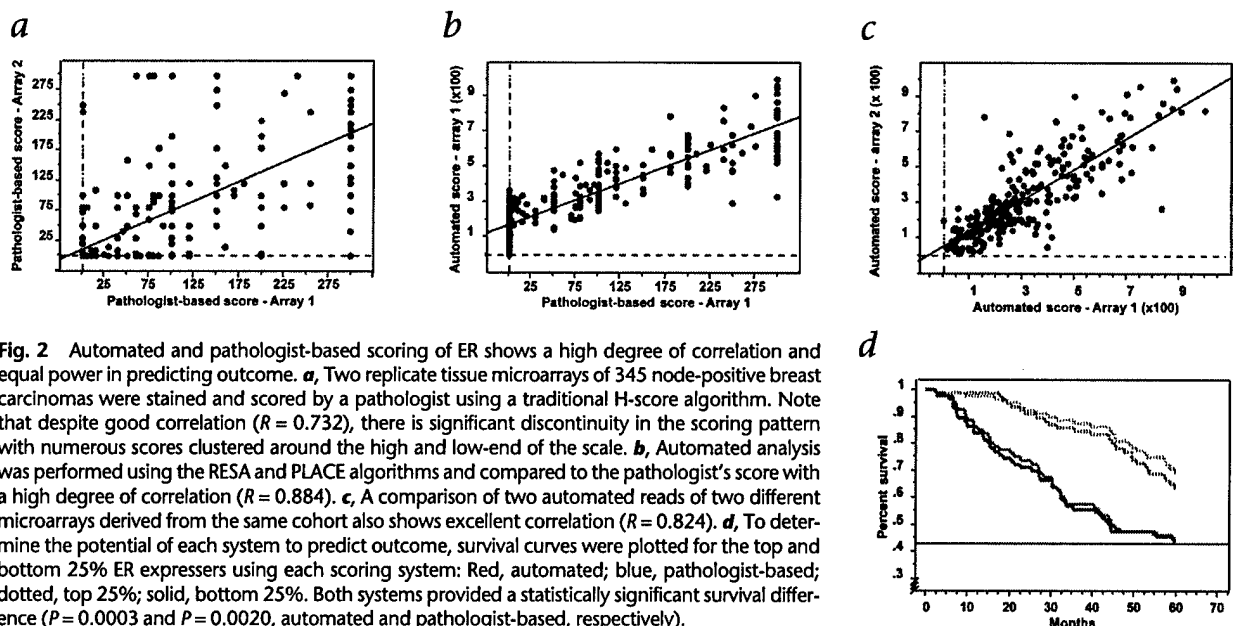 a
b
c
Pathologist-based score - Array 2
275
225
175
125
75
25
25 75 125 175 225 275
Pathologist-based score - Array 1
Automated score - array 1 (x100)
9
7
5
3
1
25 75 125 175 225 275
Pathologist-based score - Array 1
Automated score - array 2 (x 100)
9
7
5
3
1
1 3 5 7 9
Automated score - Array 1 (x100)
Fig. 2 Automated and pathologist-based scoring of ER shows a high degree of correlation and
equal power in predicting outcome. a, Two replicate tissue microarrays of 345 node-positive breast
carcinomas were stained and scored by a pathologist using a traditional H-score algorithm. Note
that despite good correlation (R = 0.732), there is significant discontinuity in the scoring pattern
with numerous scores clustered around the high and low-end of the scale. b, Automated analysis
was performed using the RESA and PLACE algorithms and compared to the pathologist's score with
a high degree of correlation (R = 0.884). c, A comparison of two automated reads of two different
microarrays derived from the same cohort also shows excellent correlation (R = 0.824). d, To deter-
mine the potential of each system to predict outcome, survival curves were plotted for the top and
bottom 25% ER expressers using each scoring system: Red, automated; blue, pathologist-based;
dotted, top 25%; solid, bottom 25%. Both systems provided a statistically significant survival differ-
ence (P = 0.0003 and P = 0.0020, automated and pathologist-based, respectively).
d
Percent survival
1
.9
.8
.7
.6
.5
.4
.3
0 10 20 30 40 50 60 70
Months